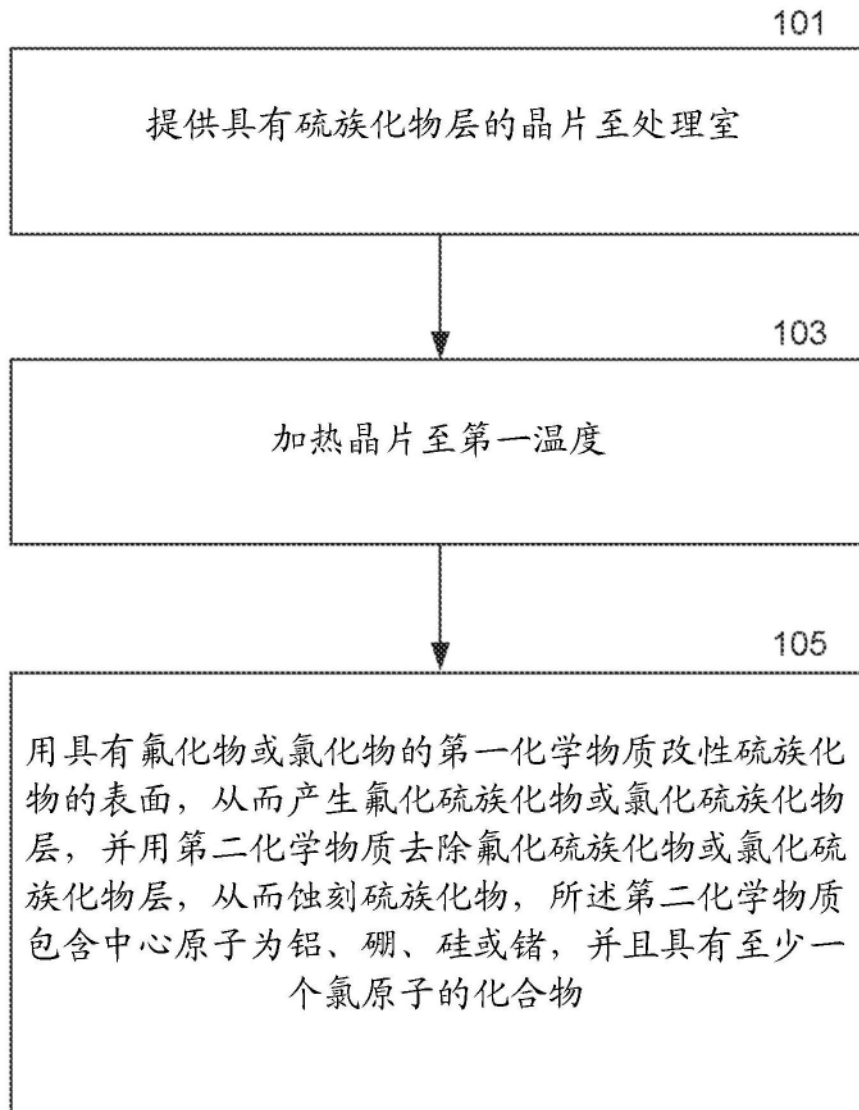 101
提供具有硫族化物层的晶片至处理室
103
加热晶片至第一温度
105
用具有氟化物或氯化物的第一化学物质改性硫族化
物的表面，从而产生氟化硫族化物或氯化硫族化物
层，并用第二化学物质去除氟化硫族化物或氯化硫
族化物层，从而蚀刻硫族化物，所述第二化学物质
包含中心原子为铝、硼、硅或锗，并且具有至少一
个氯原子的化合物